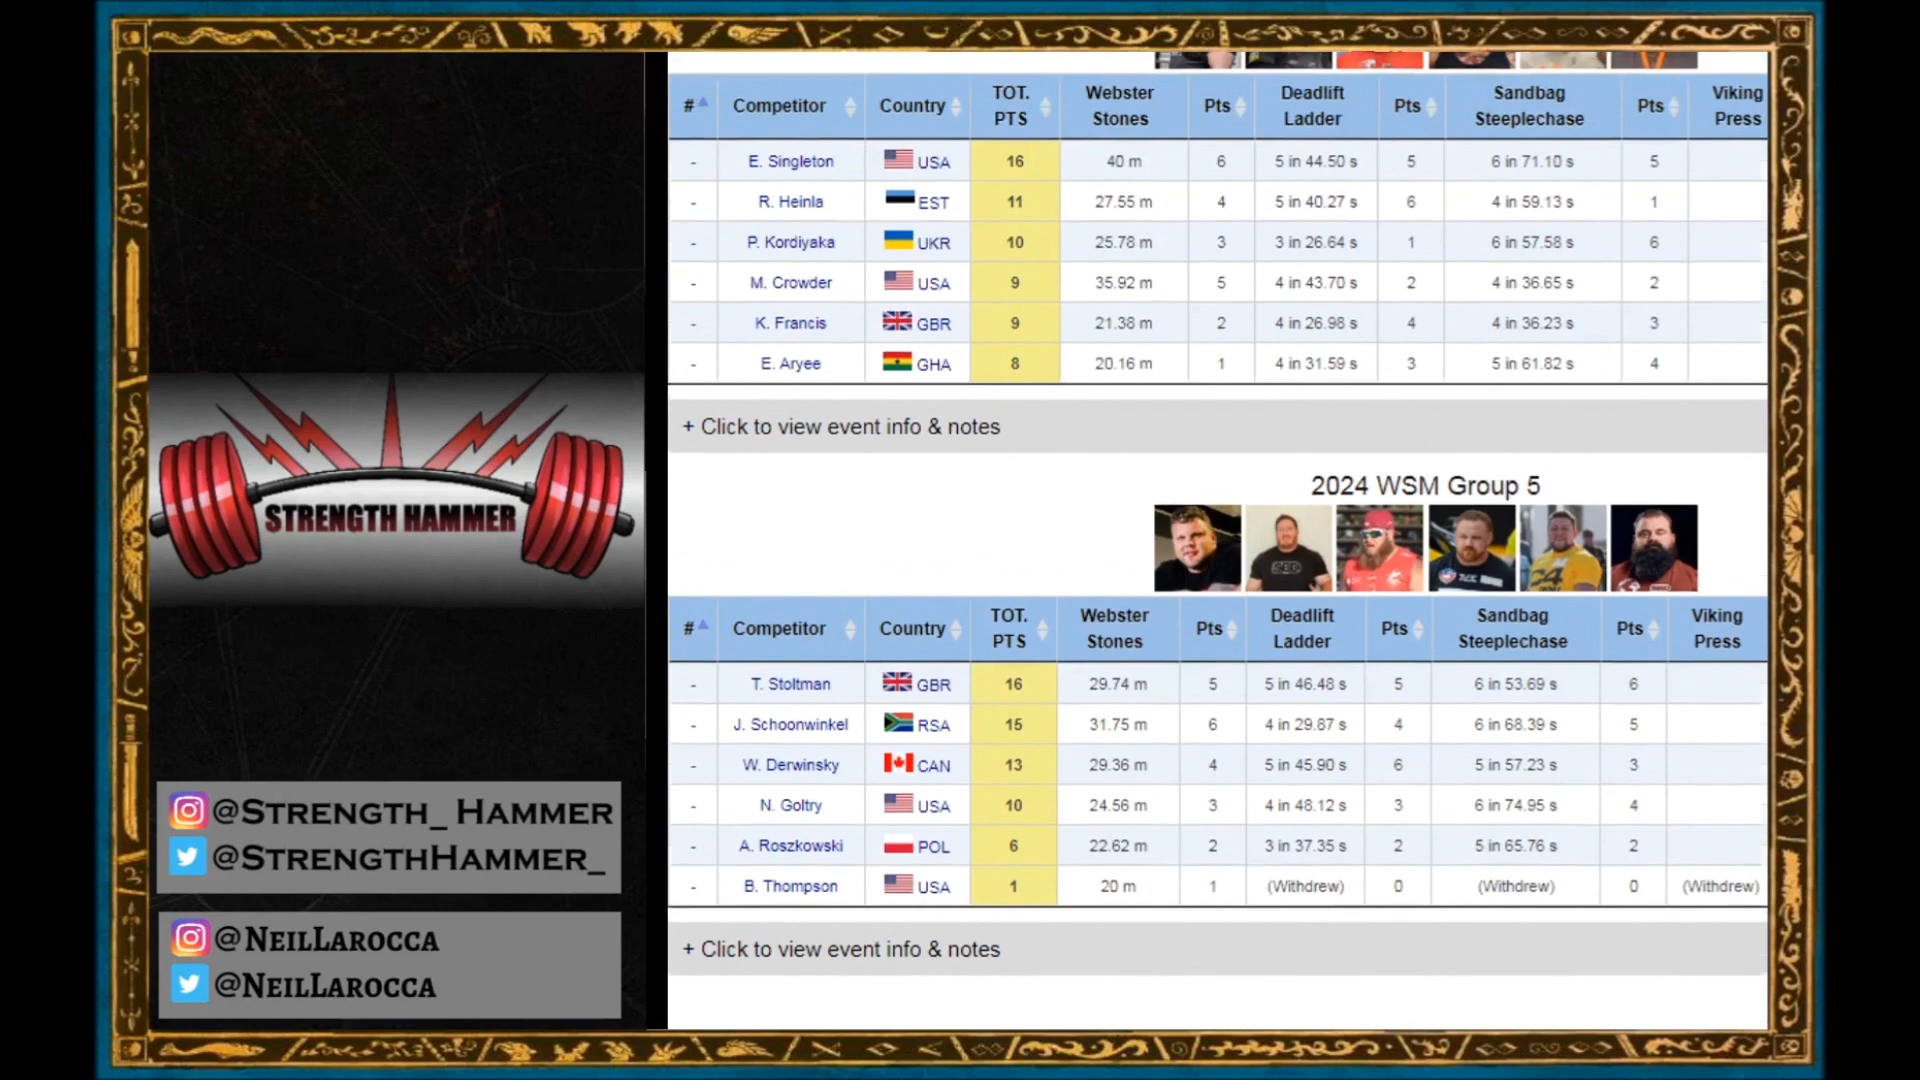 # Competitor Country TOT. PTS Webster Stones Pts Deadlift Ladder Pts Sandbag Steeplechase Pts Viking Press
- E. Singleton USA 16 40 m 6 5 in 44.50 s 5 6 in 71.10 s 5
- R. Heinla EST 11 27.55 m 4 5 in 40.27 s 6 4 in 59.13 s 1
- P. Kordiyaka UKR 10 25.78 m 3 3 in 26.64 s 1 6 in 57.58 s 6
- M. Crowder USA 9 35.92 m 5 4 in 43.70 s 2 4 in 36.65 s 2
- K. Francis GBR 9 21.38 m 2 4 in 26.98 s 4 4 in 36.23 s 3
- E. Aryee GHA 8 20.16 m 1 4 in 31.59 s 3 5 in 61.82 s 4
+ Click to view event info & notes
2024 WSM Group 5
# Competitor Country TOT. PTS Webster Stones Pts Deadlift Ladder Pts Sandbag Steeplechase Pts Viking Press
- T. Stoltman GBR 16 29.74 m 5 5 in 46.48 s 5 6 in 53.69 s 6
- J. Schoonwinkel RSA 15 31.75 m 6 4 in 29.87 s 4 6 in 68.39 s 5
- W. Derwinsky CAN 13 29.36 m 4 5 in 45.90 s 6 5 in 57.23 s 3
- N. Goltry USA 10 24.56 m 3 4 in 48.12 s 3 6 in 74.95 s 4
- A. Roszkowski POL 6 22.62 m 2 3 in 37.35 s 2 5 in 65.76 s 2
- B. Thompson USA 1 20 m 1 (Withdrew) 0 (Withdrew) 0 (Withdrew)
+ Click to view event info & notes
STRENGTH HAMMER
@STRENGTH_HAMMER
@STRENGTHHAMMER_
@NEILLAROCCA
@NEILLAROCCA